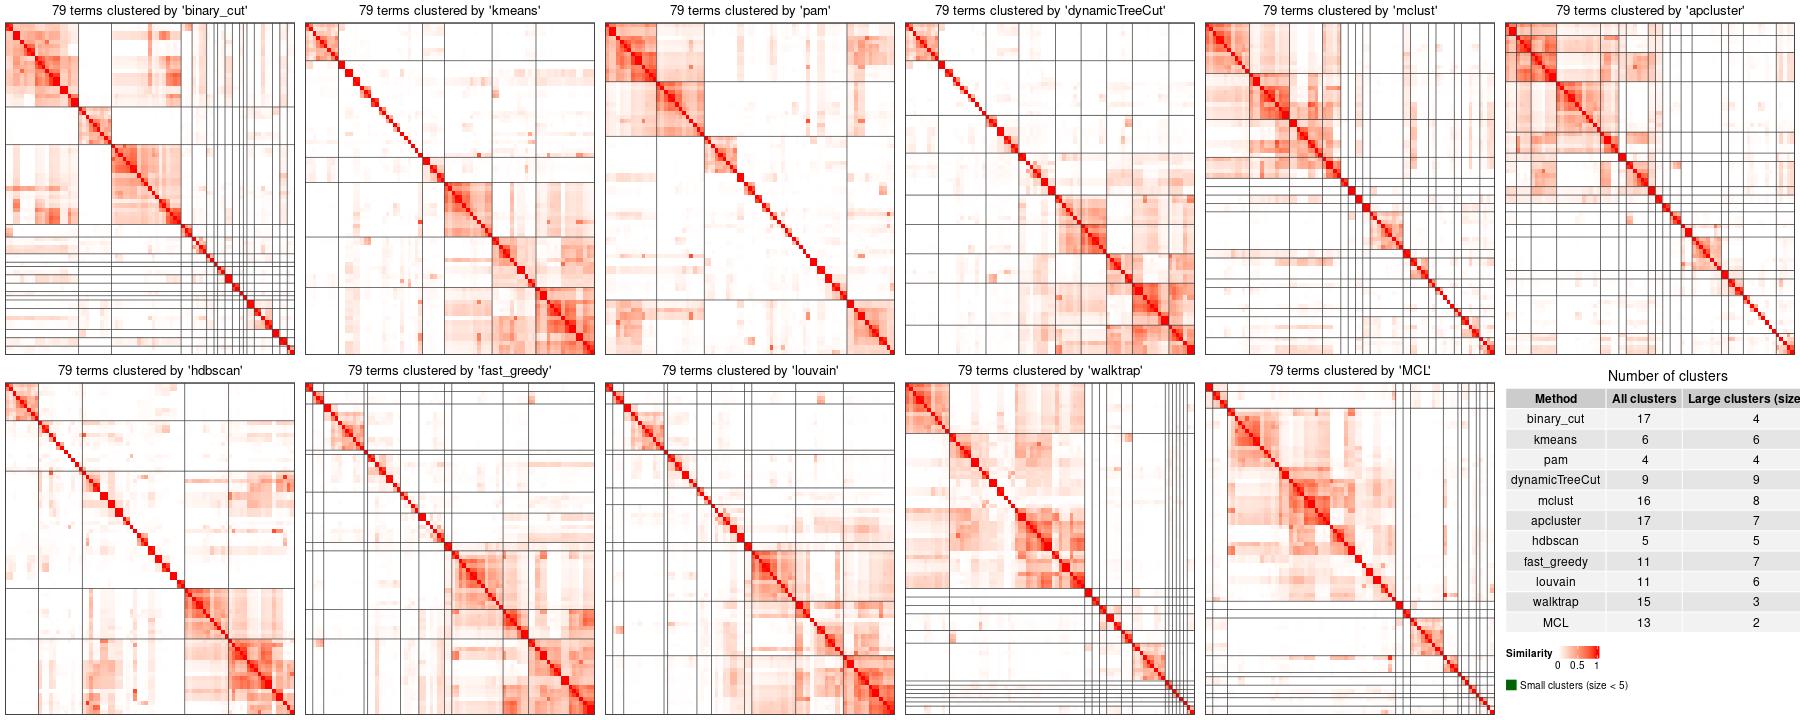 79 terms clustered by 'binary_cut'
79 terms clustered by 'kmeans'
79 terms clustered by 'pam'
79 terms clustered by 'dynamicTreeCut'
79 terms clustered by 'mclust'
79 terms clustered by 'apcluster'
79 terms clustered by 'hdbscan'
79 terms clustered by 'fast_greedy'
79 terms clustered by 'louvain'
79 terms clustered by 'walktrap'
79 terms clustered by 'MCL'
Number of clusters
Method All clusters Large clusters (size
binary_cut 17 4
kmeans 6 6
pam 4 4
dynamicTreeCut 9 9
mclust 16 8
apcluster 17 7
hdbscan 5 5
fast_greedy 11 7
louvain 11 6
walktrap 15 3
MCL 13 2
Similarity
0 0.5 1
Small clusters (size < 5)